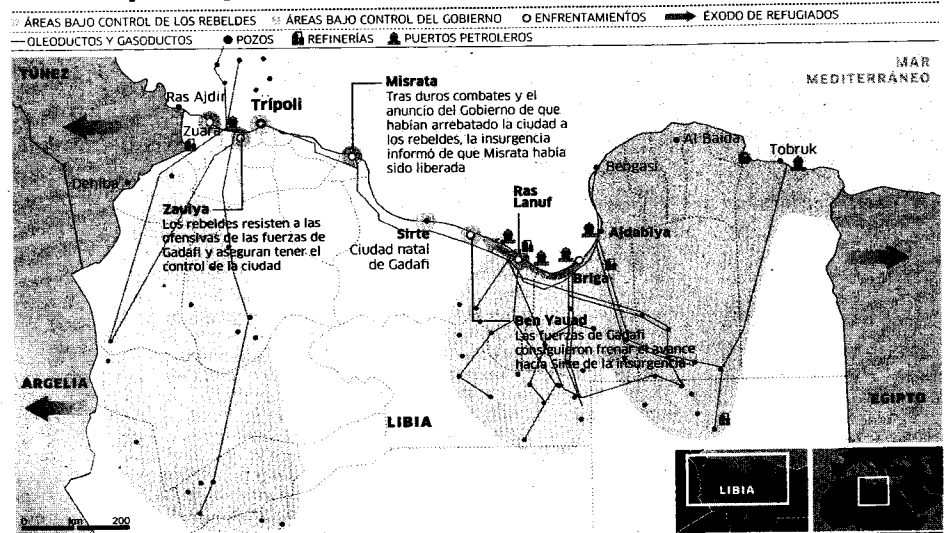 ÁREAS BAJO CONTROL DE LOS REBELDES ÁREAS BAJO CONTROL DEL GOBIERNO ENFRENTAMIENTOS ÉXODO DE REFUGIADOS
OLEODUCTOS Y GASODUCTOS POZOS REFINERÍAS PUERTOS PETROLEROS
TÚNEZ
MAR
MEDITERRÁNEO
Ras Ajdir
Trípoli
Zuara
Dehiba
Misrata
Tras duros combates y el
anuncio del Gobierno de que
habían arrebatado la ciudad a
los rebeldes, la insurgencia
informó de que Misrata había
sido liberada
Al Baida
Tobruk
Bebgasi
Zauiya
Los rebeldes resisten a las
ofensivas de las fuerzas de
Gadafi y aseguran tener el
control de la ciudad
Ras
Lanuf
Sirte
Ciudad natal
de Gadafi
Ajdabiya
Briga
Ben Yauad
Las fuerzas de Gadafi
consiguieron frenar el avance
hacia Sirte de la insurgencia
ARGELIA
LIBIA
EGIPTO
LIBIA
0 km 200